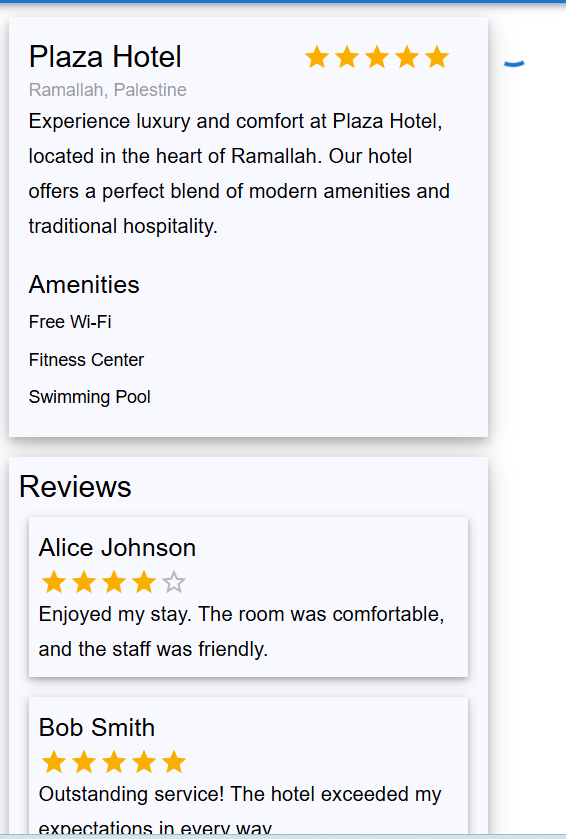 Plaza Hotel
Ramallah, Palestine
Experience luxury and comfort at Plaza Hotel,
located in the heart of Ramallah. Our hotel
offers a perfect blend of modern amenities and
traditional hospitality.
Amenities
Free Wi-Fi
Fitness Center
Swimming Pool
Reviews
Alice Johnson
Enjoyed my stay. The room was comfortable,
and the staff was friendly.
Bob Smith
Outstanding service! The hotel exceeded my
expectations in every way